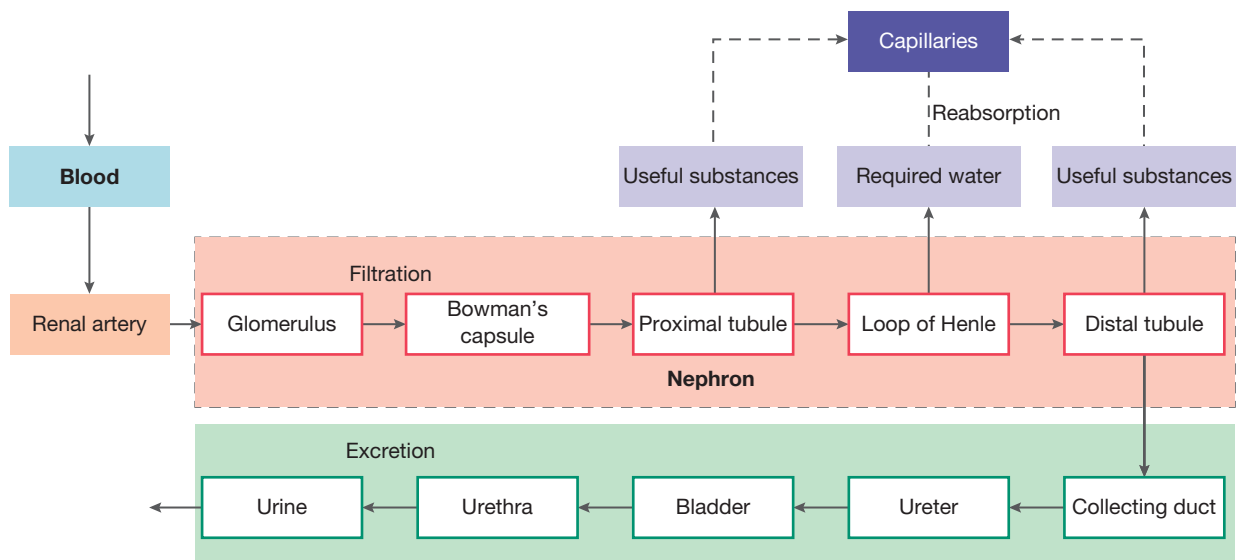 Capillaries
Reabsorption
Blood
Useful substances
Required water
Useful substances
Filtration
Renal artery
Glomerulus
Bowman's
capsule
Proximal tubule
Loop of Henle
Distal tubule
Nephron
Excretion
Urine
Urethra
Bladder
Ureter
Collecting duct